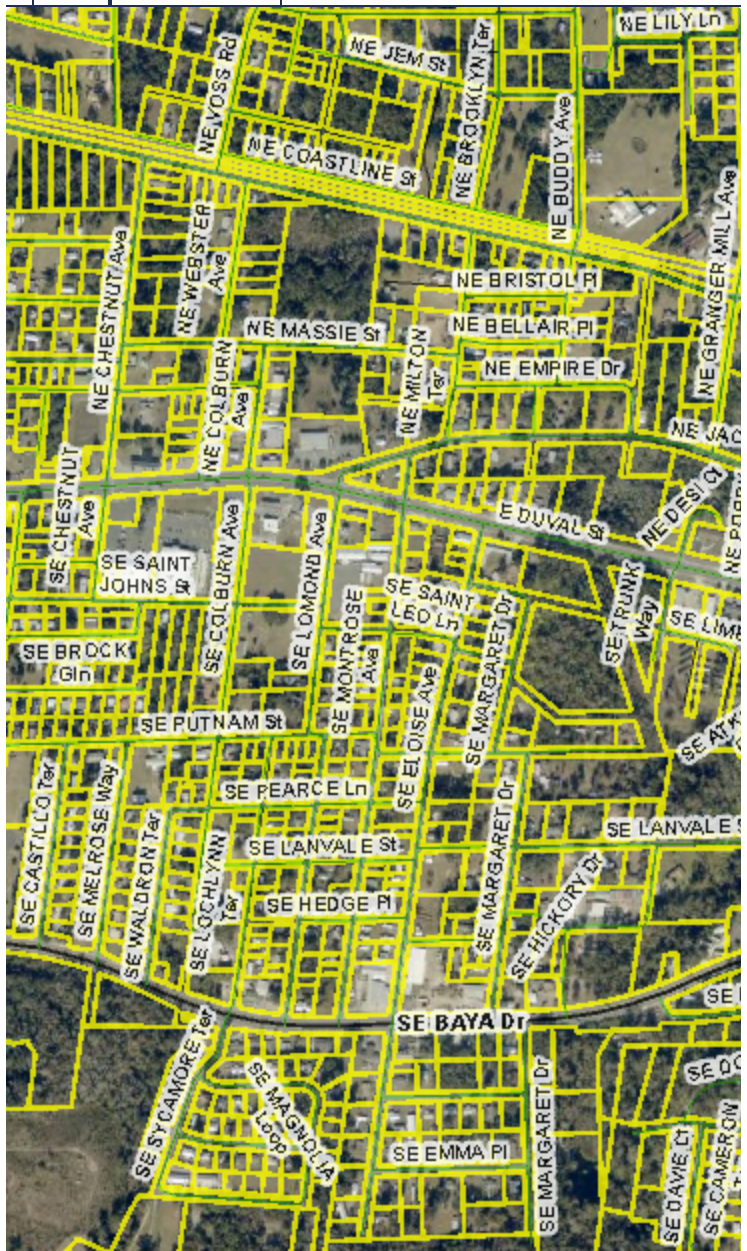 NE LILY Ln
NE JEM St
NE BROOKLYN Ter
NE VOSS Rd
NE COASTLINE St
NE BUDDY Ave
NE GRANGER MILL Ave
NE WEBSTER
Ave
NE CHESTNUT Ave
NE BRISTOL Pl
NE MASSIE St
NE BELLAIR Pl
NE MILTON
Ter
NE EMPIRE Dr
NE COLBURN
Ave
NE JAC
SE CHESTNUT
Ave
E DUVAL St
NE DESI Ct
SE SAINT
JOHNS St
SE COLBURN Ave
SE LOMOND Ave
SE SAINT
LEO Ln
SE MONTROSE
Ave
SE MARGARET Dr
SE TRUNK
Way
SE LIME
SE BROCK
Gln
SE ELOISE Ave
SE PUTNAM St
SE CASTILLO Ter
SE MELROSE Way
SE PEARCE Ln
SE WALDRON Ter
SE LOCHLYNN
Ter
SE LANVALE St
SE MARGARET Dr
SE LANVALE S
SE HEDGE Pl
SE HICKORY Dr
SE BAYA Dr
SE SYCAMORE Ter
SE MAGNOLIA
Loop
SE EMMA Pl
SE MARGARET Dr
SE DAVIE Ct
SE CAMERON